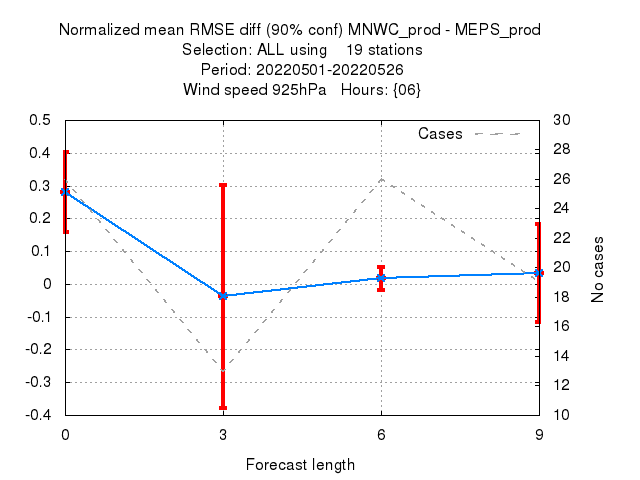 Normalized mean RMSE diff (90% conf) MNWC_prod - MEPS_prod
Selection: ALL using 19 stations
Period: 20220501-20220526
Wind speed 925hPa Hours: {06}
Cases
0.5
0.4
0.3
0.2
0.1
0
-0.1
-0.2
-0.3
-0.4
30
28
26
24
22
20
18
16
14
12
10
No cases
0 3 6 9
Forecast length